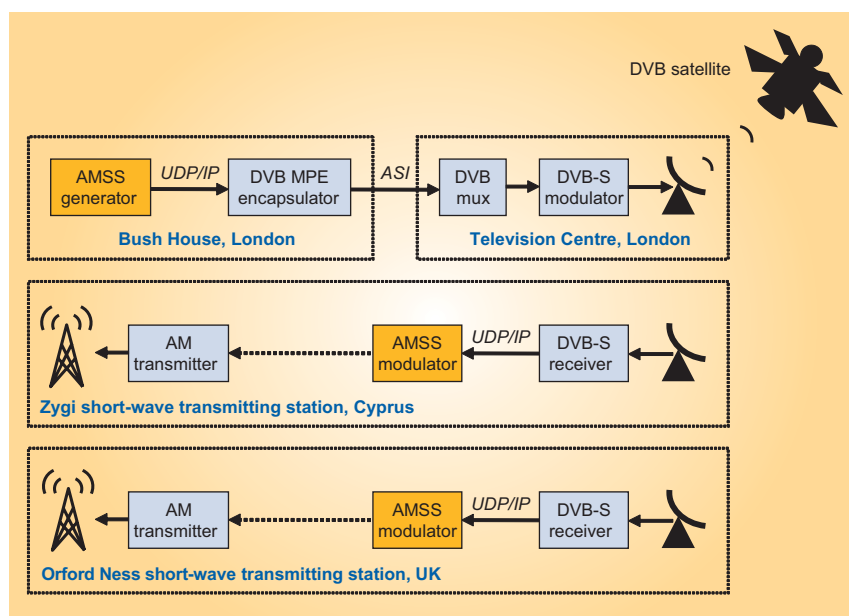 DVB satellite
AMSS
generator
UDP/IP
DVB MPE
encapsulator
ASI
DVB
mux
DVB-S
modulator
Bush House, London
Television Centre, London
AM
transmitter
AMSS
modulator
UDP/IP
DVB-S
receiver
Zygi short-wave transmitting station, Cyprus
AM
transmitter
AMSS
modulator
UDP/IP
DVB-S
receiver
Orford Ness short-wave transmitting station, UK